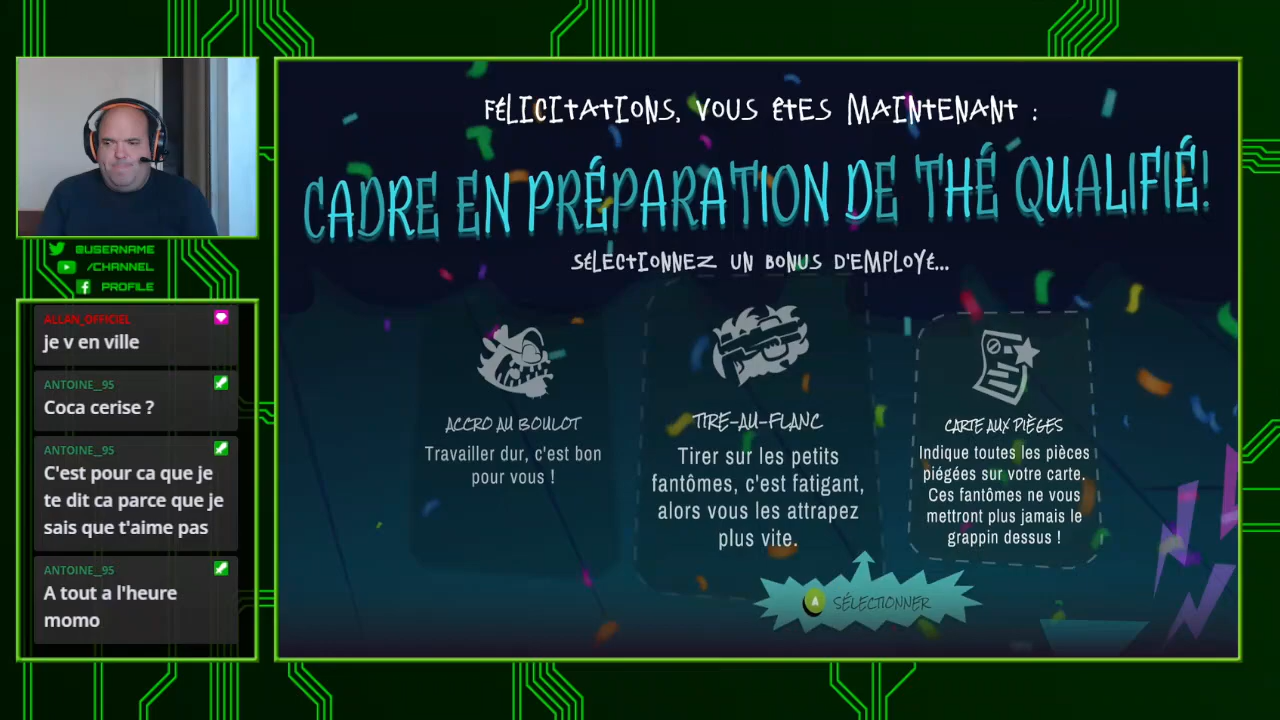 FÉLICITATIONS, VOUS ÊTES MAINTENANT :
CADRE EN PRÉPARATION DE THÉ QUALIFIÉ!
SÉLECTIONNEZ UN BONUS D'EMPLOYÉ...
@USERNAME
/CHANNEL
PROFILE
ALLAN_OFFICIEL
je v en ville
ANTOINE_95
Coca cerise ?
ANTOINE_95
C'est pour ca que je
te dit ca parce que je
sais que t'aime pas
ANTOINE_95
A tout a l'heure
momo
ACCRO AU BOULOT
Travailler dur, c'est bon
pour vous !
TIRE-AU-FLANC
Tirer sur les petits
fantômes, c'est fatigant,
alors vous les attrapez
plus vite.
CARTE AUX PIÈGES
Indique toutes les pièces
piégées sur votre carte.
Ces fantômes ne vous
mettront plus jamais le
grappin dessus !
A SÉLECTIONNER